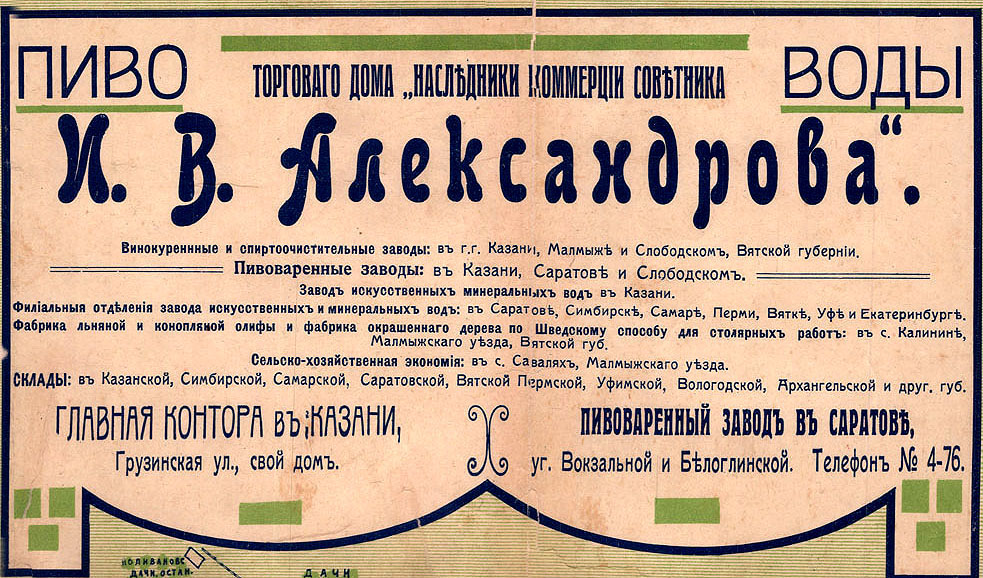 ПИВО
ВОДЫ
ТОРГОВАГО ДОМА „НАСЛѢДНИКИ КОММЕРЦІИ СОВѢТНИКА
И. В. Александрова".
Винокуреннные и спиртоочистительные заводы: въ г.г. Казани, Малмыжѣ и Слободскомъ, Вятской губерніи.
Пивоваренные заводы: въ Казани, Саратовѣ и Слободскомъ.
Заводъ искусственныхъ минеральныхъ водъ въ Казани.
Филіальныя отдѣленія завода искусственныхъ и минеральныхъ водъ: въ Саратовѣ, Симбирскѣ, Самарѣ, Перми, Вяткѣ, Уфѣ и Екатеринбургѣ.
Фабрика льняной и конопляной олифы и фабрика окрашеннаго дерева по Шведскому способу для столярныхъ работъ: въ с. Калининѣ,
Малмыжскаго уѣзда, Вятской губ.
Сельско-хозяйственная экономія: въ с. Саваляхъ, Малмыжскаго уѣзда.
СКЛАДЫ: въ Казанской, Симбирской, Самарской, Саратовской, Вятской Пермской, Уфимской, Вологодской, Архангельской и друг. губ.
ГЛАВНАЯ КОНТОРА въ КАЗАНИ,
Грузинская ул., свой домъ.
ПИВОВАРЕННЫЙ ЗАВОДЪ ВЪ САРАТОВѢ,
уг. Вокзальной и Бѣлоглинской. Телефонъ № 4-76.
ПОЛИВАНОВС
ДАЧИ, ОСТАН.
ДАЧИ